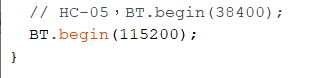 // HC-05，BT.begin(38400);
BT.begin(115200);
}